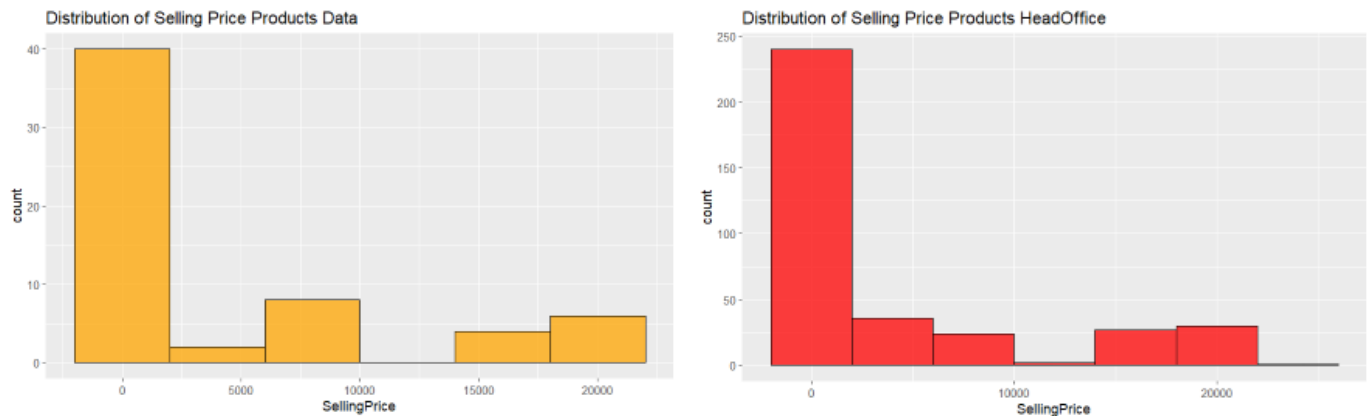 Distribution of Selling Price Products Data
40
30
20
10
0
count
0 5000 10000 15000 20000
SellingPrice
Distribution of Selling Price Products HeadOffice
250
200
150
100
50
0
count
0 10000 20000
SellingPrice